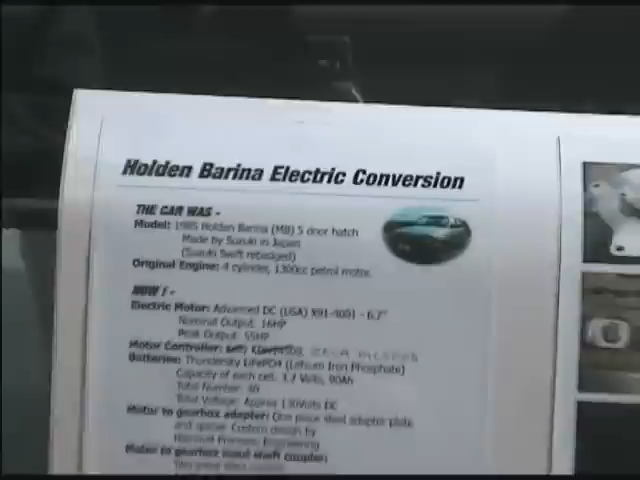 Holden Barina Electric Conversion
THE CAR WAS -
Model: 1985 Holden Barina (MB) 5 door hatch
Made by Suzuki in Japan
(Suzuki Swift rebadged)
Original Engine: 4 cylinder, 1300cc petrol motor.
NOW! -
Electric Motor: Advanced DC (USA) X91-4001 - 6.7"
Nominal Output: 16HP
Peak Output: 55HP
Motor Controller:
Batteries: Thundersky LiFePO4 (Lithium Iron Phosphate)
Capacity of each cell: 3.2 Volts, 90Ah
Total Number: 40
Total Voltage: Approx 130Volts DC
Motor to gearbox adapter: One piece steel adapter plate
and spacer. Custom design by
Engineering
Motor to gearbox input shaft coupler: